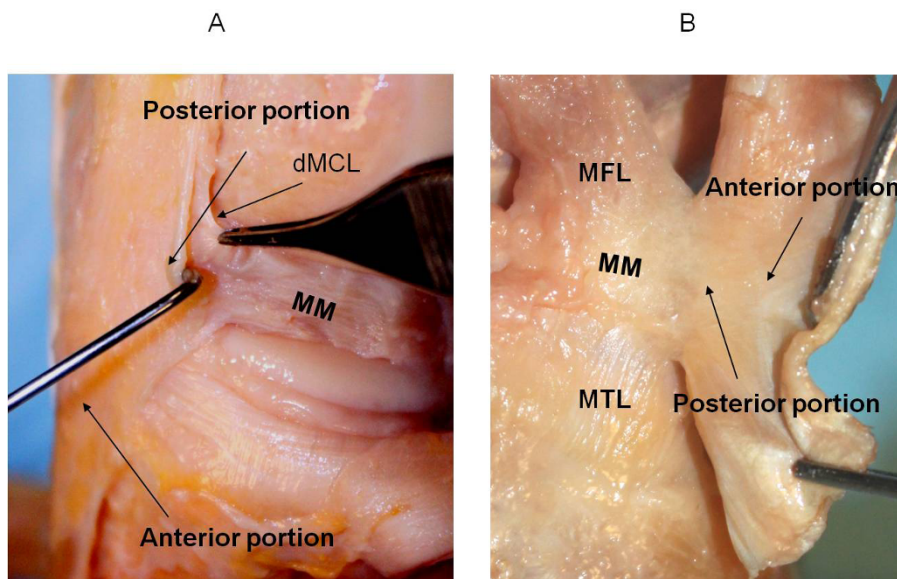 A
B
Posterior portion
dMCL
MM
Anterior portion
MFL
Anterior portion
MM
MTL
Posterior portion